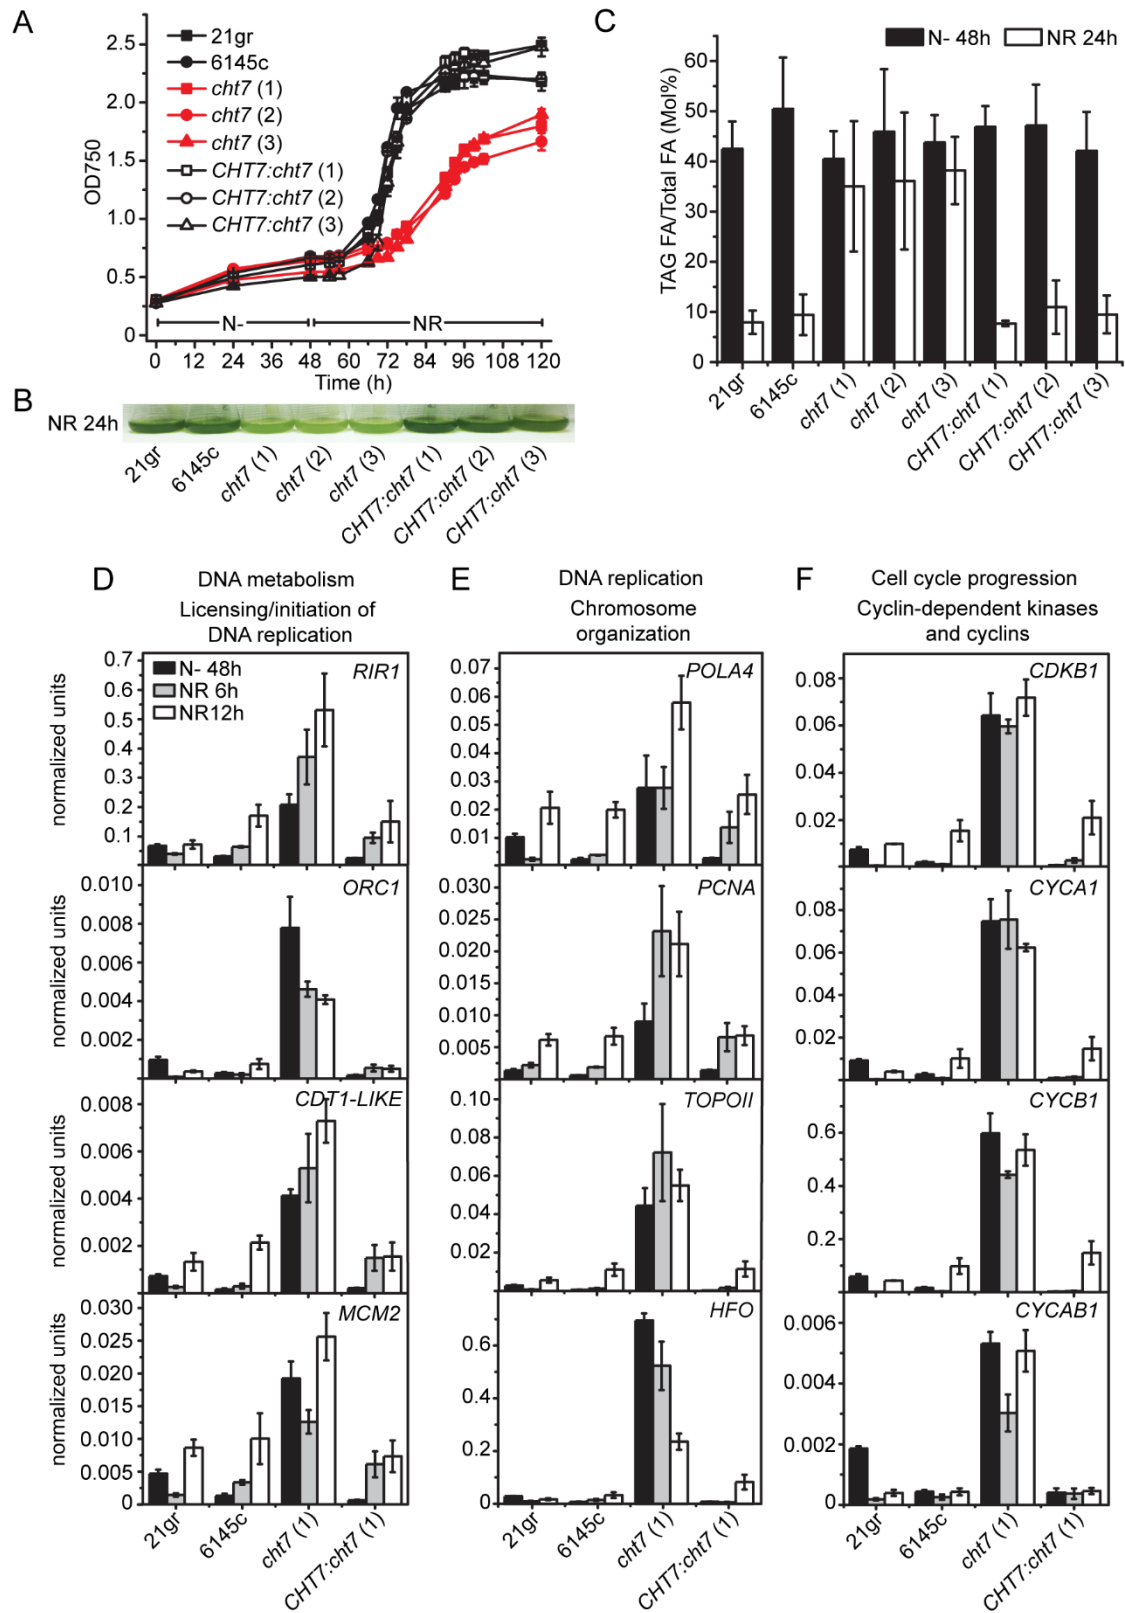 A
21gr
6145c
cht7 (1)
cht7 (2)
cht7 (3)
CHT7:cht7 (1)
CHT7:cht7 (2)
CHT7:cht7 (3)
OD750
2.5
2.0
1.5
1.0
0.5
0
N-
NR
0 12 24 36 48 60 72 84 96 108 120
Time (h)
B
NR 24h
21gr
6145c
cht7 (1)
cht7 (2)
cht7 (3)
CHT7:cht7 (1)
CHT7:cht7 (2)
CHT7:cht7 (3)
C
N- 48h
NR 24h
TAG FA/Total FA (Mol%)
60
50
40
30
20
10
0
21gr
6145c
cht7 (1)
cht7 (2)
cht7 (3)
CHT7:cht7 (1)
CHT7:cht7 (2)
CHT7:cht7 (3)
D
DNA metabolism
Licensing/initiation of
DNA replication
N- 48h
NR 6h
NR12h
RIR1
normalized units
0.7
0.6
0.5
0.4
0.3
0.2
0.1
ORC1
normalized units
0.010
0.008
0.006
0.004
0.002
CDT1-LIKE
normalized units
0.008
0.006
0.004
0.002
MCM2
normalized units
0.030
0.025
0.020
0.015
0.010
0.005
0
21gr
6145c
cht7 (1)
CHT7:cht7 (1)
E
DNA replication
Chromosome
organization
POLA4
0.07
0.06
0.05
0.04
0.03
0.02
0.01
PCNA
0.030
0.025
0.020
0.015
0.010
0.005
TOPOII
0.10
0.08
0.06
0.04
0.02
HFO
0.6
0.4
0.2
0
21gr
6145c
cht7 (1)
CHT7:cht7 (1)
F
Cell cycle progression
Cyclin-dependent kinases
and cyclins
CDKB1
0.08
0.06
0.04
0.02
0
CYCA1
0.08
0.06
0.04
0.02
0
CYCB1
0.6
0.4
0.2
0
CYCAB1
0.006
0.004
0.002
0
21gr
6145c
cht7 (1)
CHT7:cht7 (1)